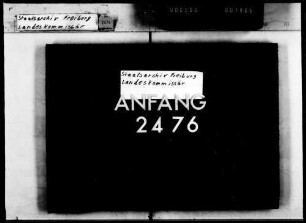 Staatsarchiv Freiburg
Landeskommissär
Staatsarchiv Freiburg
Landeskommissär
ANFANG
2476